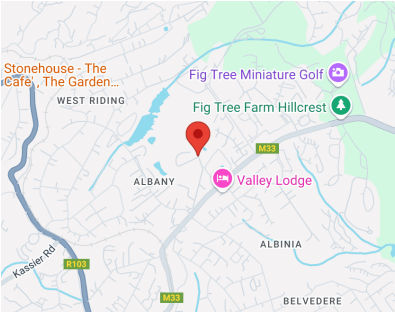 Stonehouse - The
Cafe , The Garden…
WEST RIDING
Fig Tree Miniature Golf
Fig Tree Farm Hillcrest
M33
ALBANY
Valley Lodge
ALBINIA
Kassier Rd
R103
M33
BELVEDERE